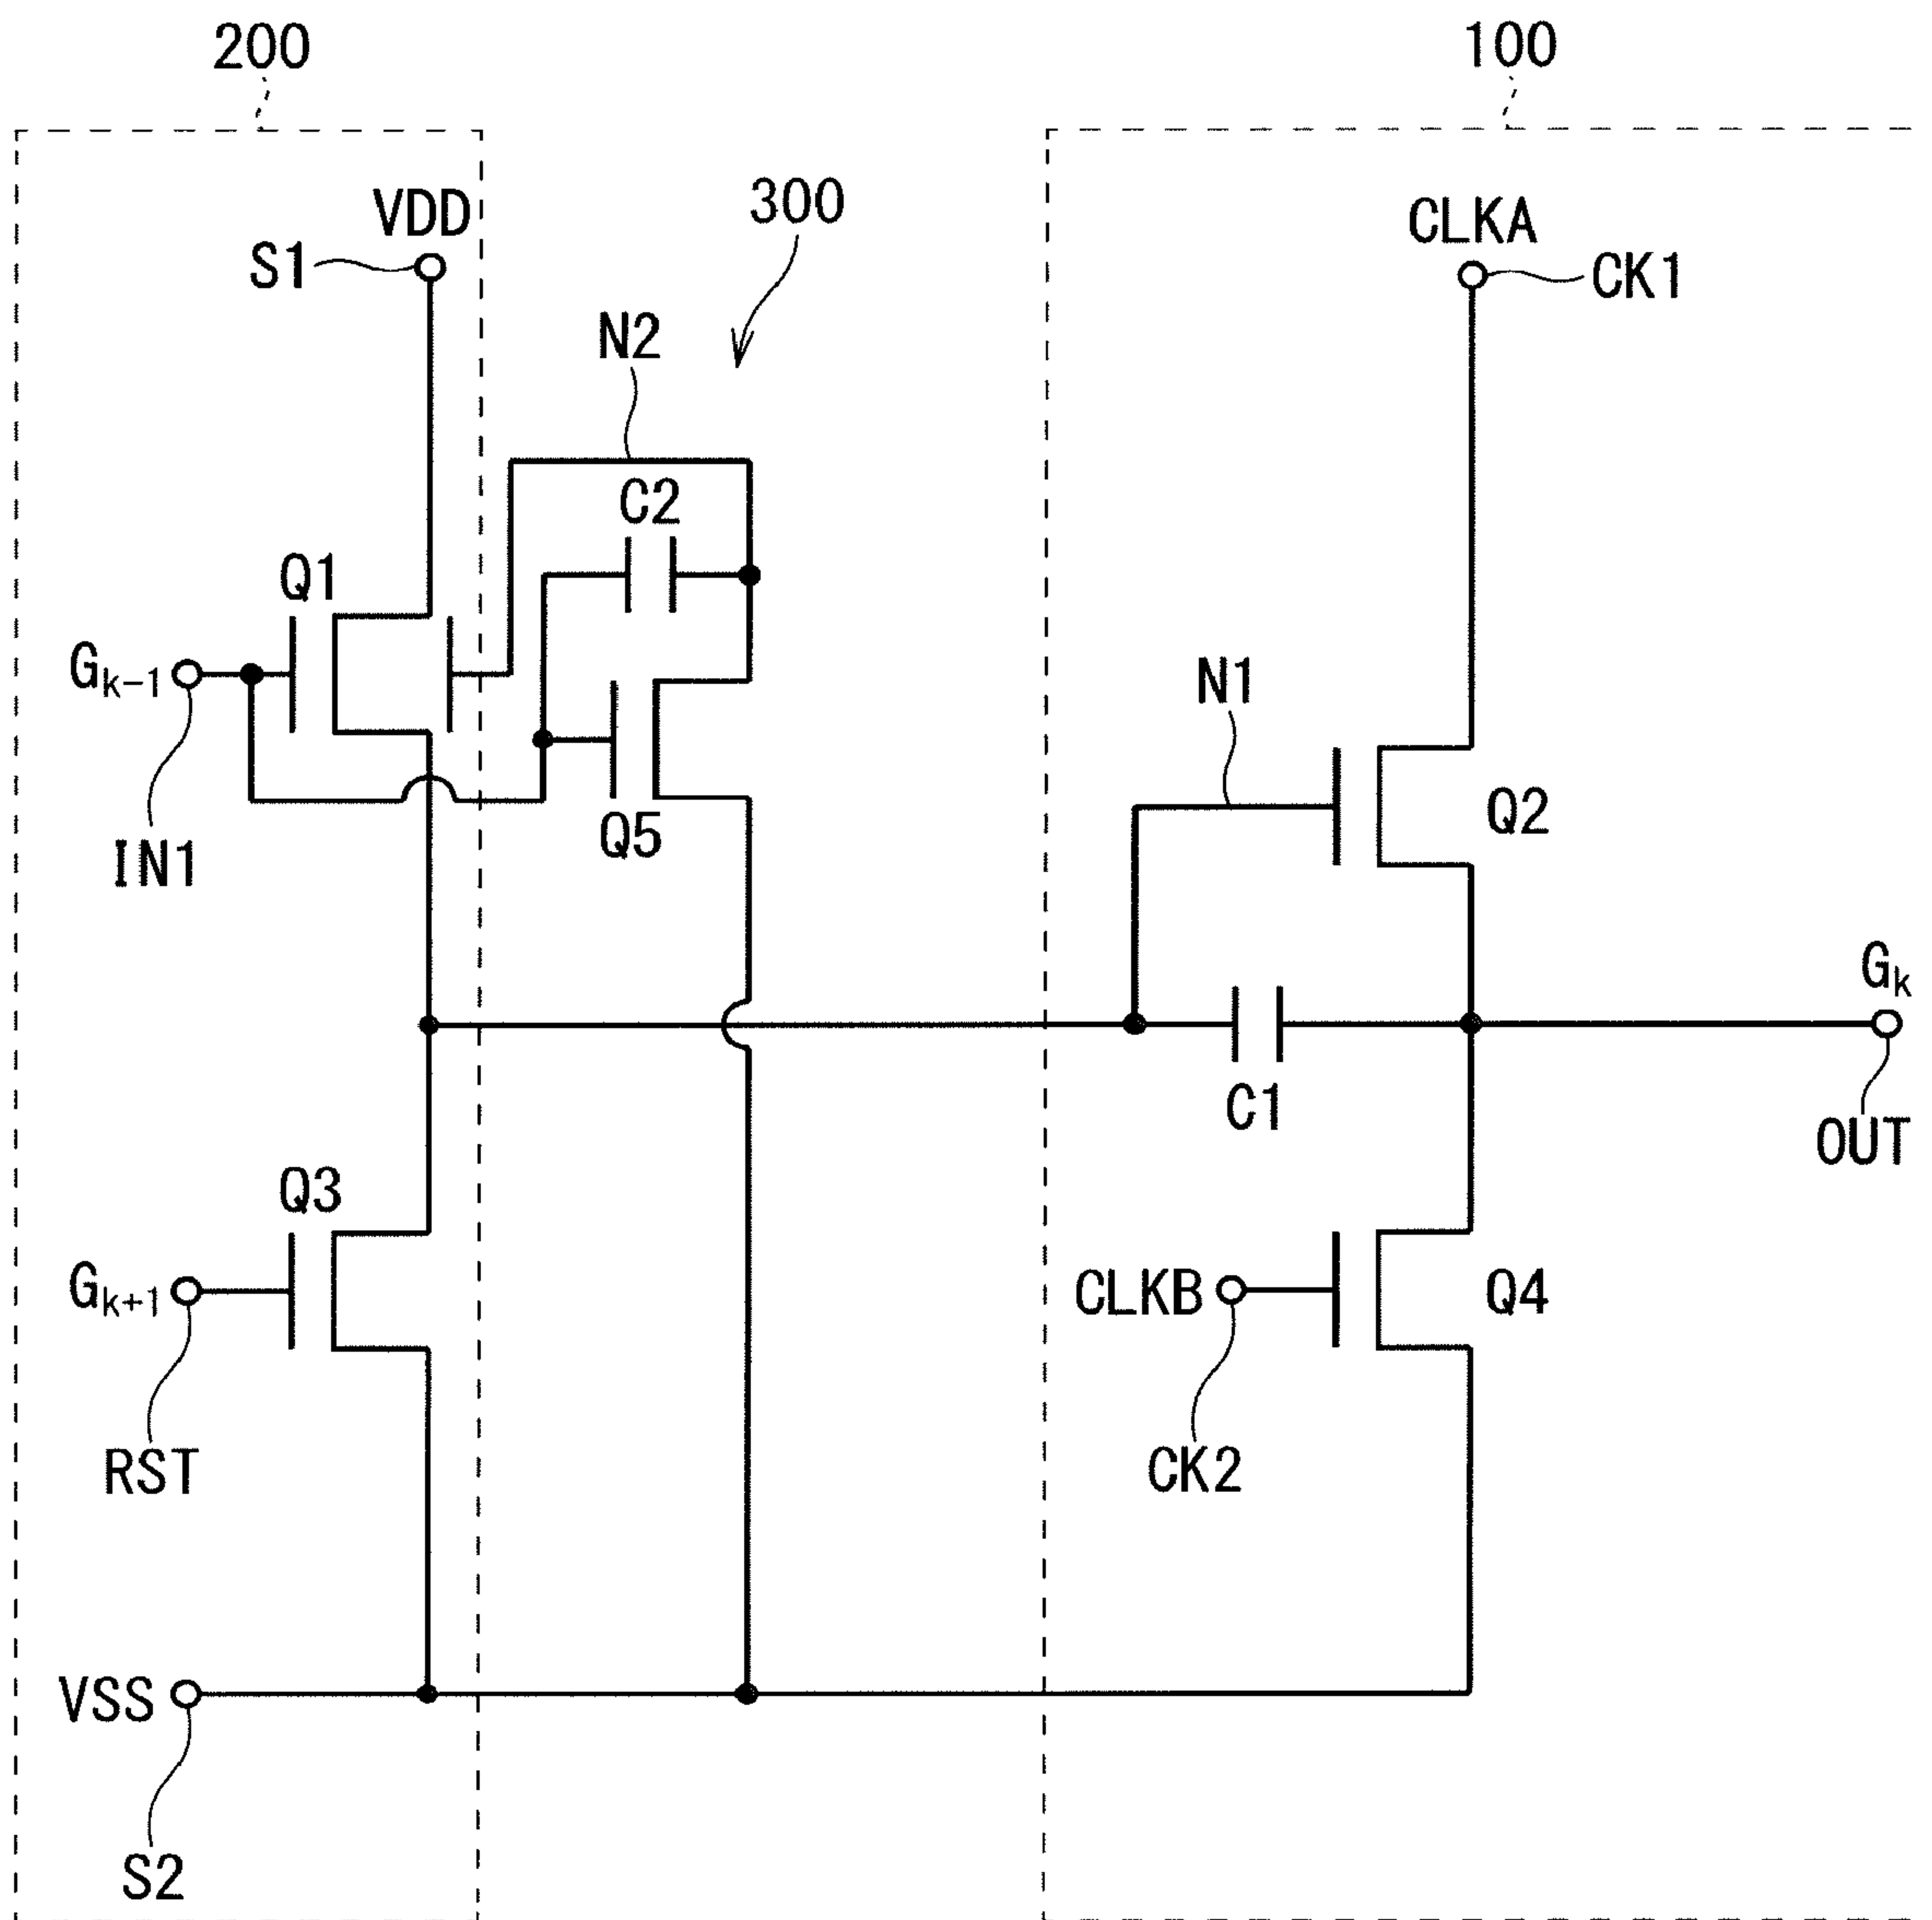 200
100
VDD
S1
300
CLKA
CK1
N2
C2
Q1
Gk-1
N1
Q2
Q5
IN1
Gk
C1
OUT
Q3
Gk+1
CLKB
Q4
RST
CK2
VSS
S2